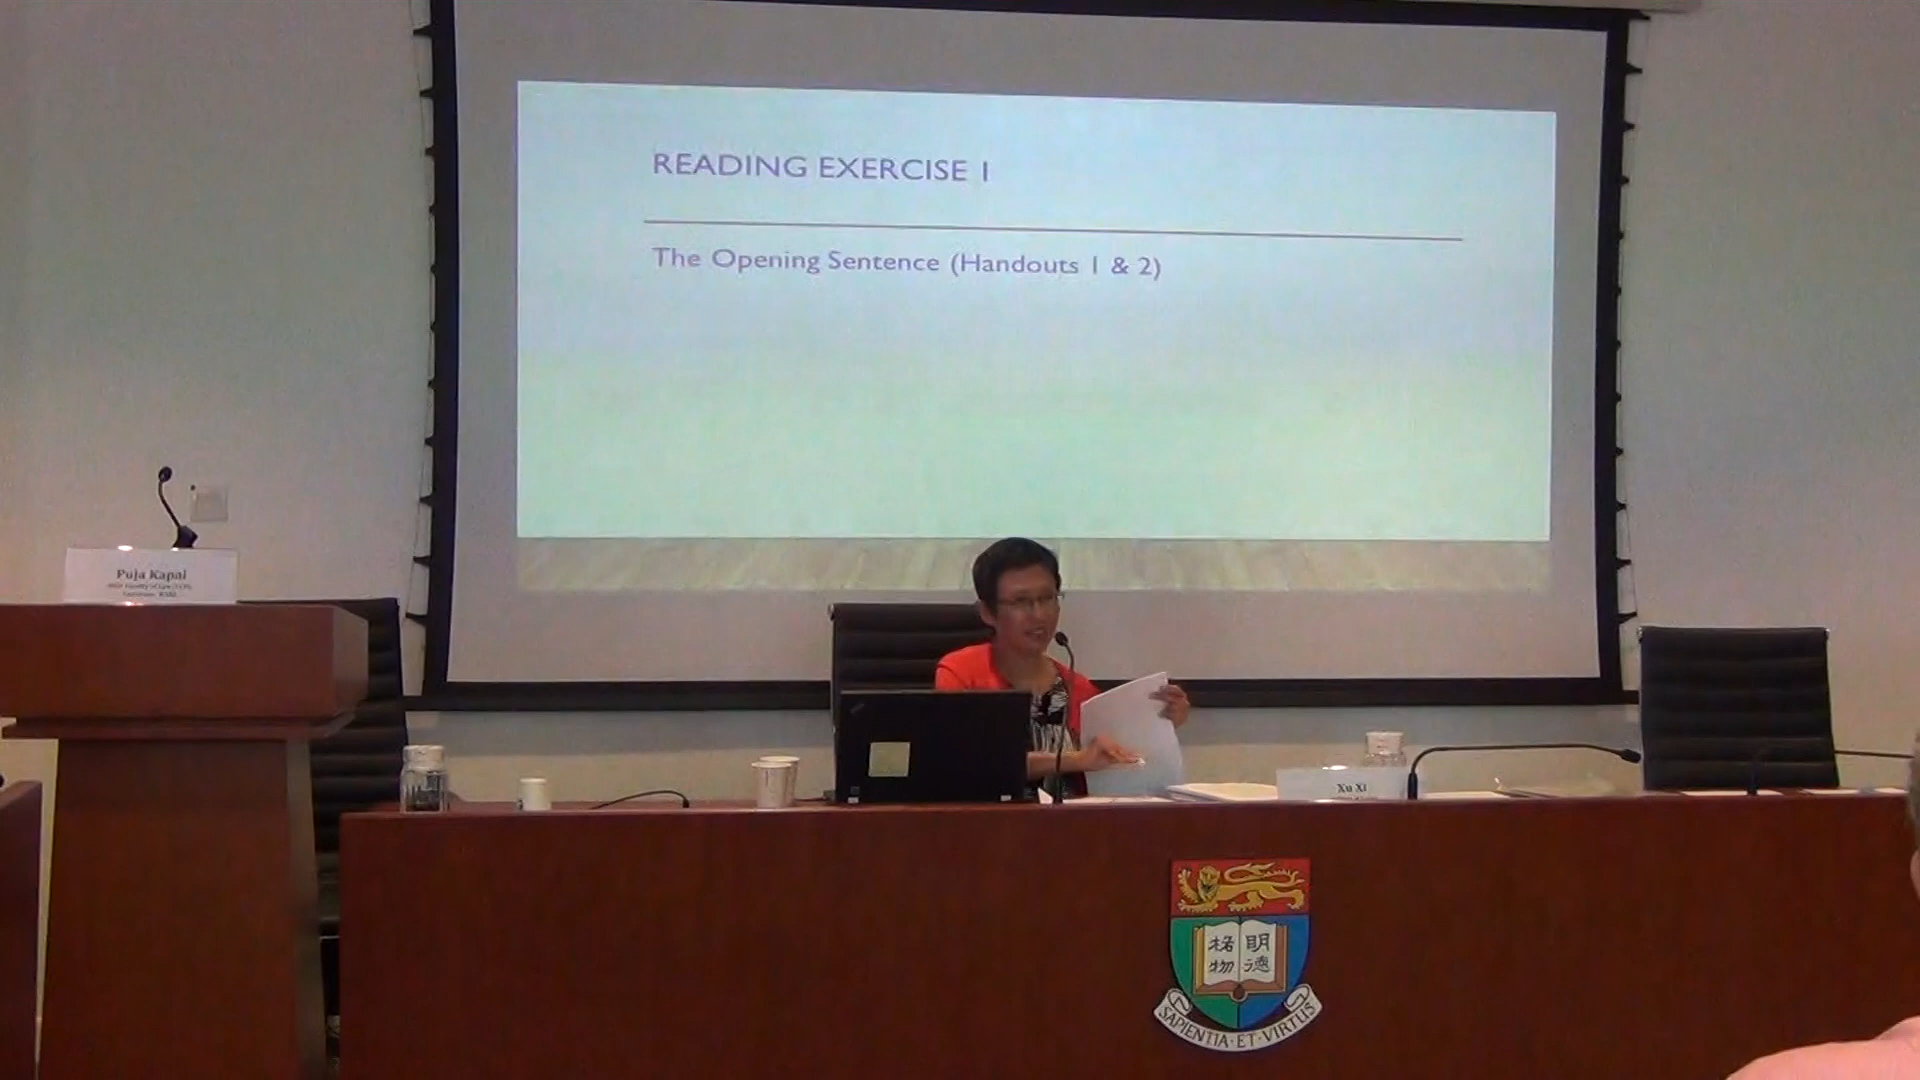 READING EXERCISE 1
The Opening Sentence (Handouts 1 & 2)
Puja Kapai
Xu Xi
明德
格物
SAPIENTIA·ET·VIRTUS